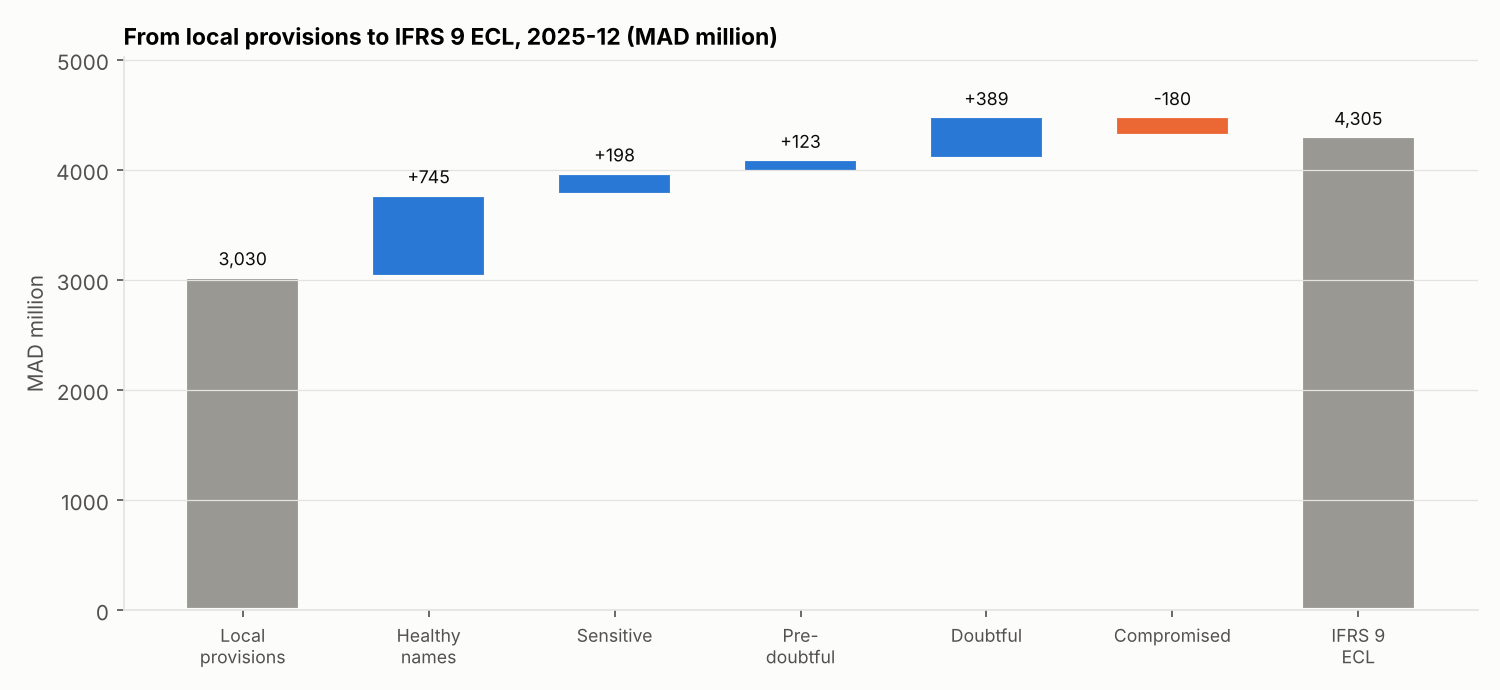 From local provisions to IFRS 9 ECL, 2025-12 (MAD million)
MAD million
5000
4000
3000
2000
1000
0
3,030
+745
+198
+123
+389
-180
4,305
Local
provisions
Healthy
names
Sensitive
Pre-
doubtful
Doubtful
Compromised
IFRS 9
ECL